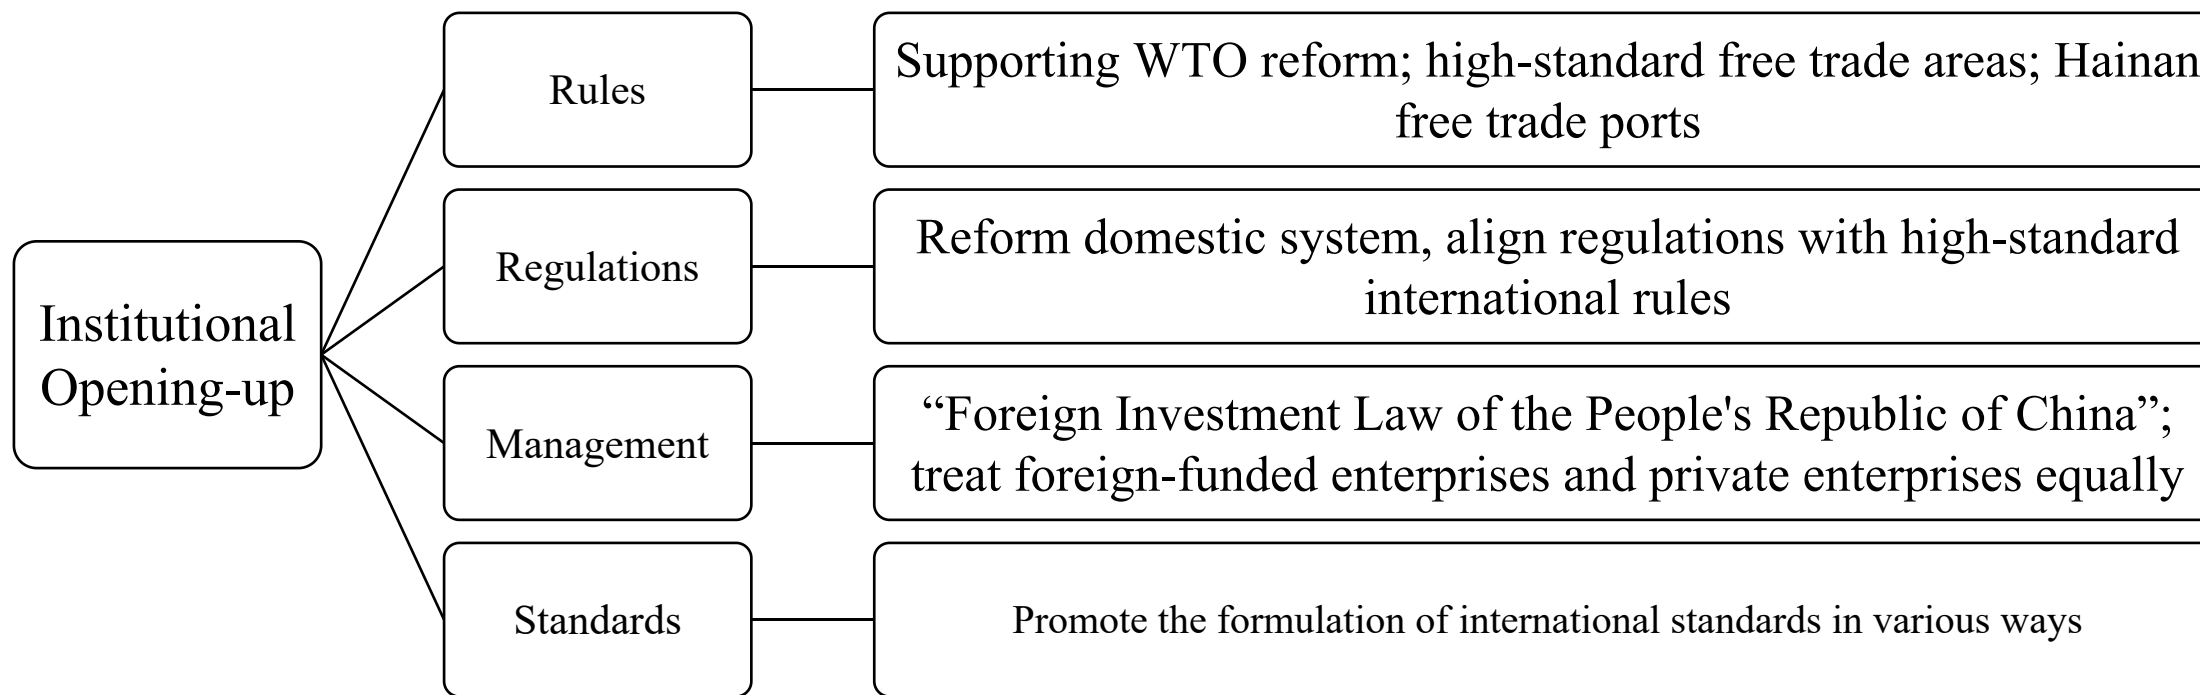 Institutional
Opening-up
Rules
Supporting WTO reform; high-standard free trade areas; Hainan
free trade ports
Regulations
Reform domestic system, align regulations with high-standard
international rules
Management
“Foreign Investment Law of the People's Republic of China”;
treat foreign-funded enterprises and private enterprises equally
Standards
Promote the formulation of international standards in various ways